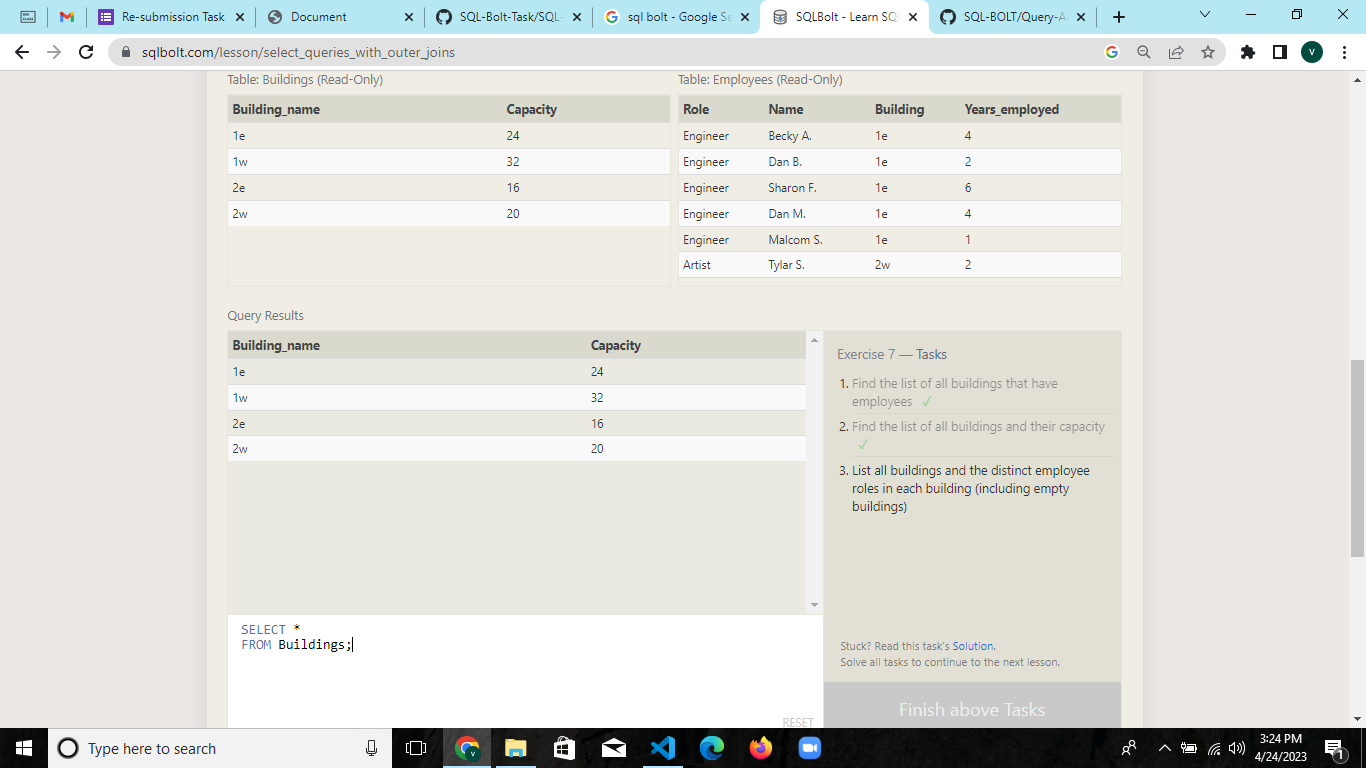 Re-submission Task
Document
SQL-Bolt-Task/SQL-
sql bolt - Google Se
SQLBolt - Learn SQL
SQL-BOLT/Query-A
sqlbolt.com/lesson/select_queries_with_outer_joins
V
Table: Buildings (Read-Only)
Building_name Capacity
1e 24
1w 32
2e 16
2w 20
Table: Employees (Read-Only)
Role Name Building Years_employed
Engineer Becky A. 1e 4
Engineer Dan B. 1e 2
Engineer Sharon F. 1e 6
Engineer Dan M. 1e 4
Engineer Malcom S. 1e 1
Artist Tylar S. 2w 2
Query Results
Building_name Capacity
1e 24
1w 32
2e 16
2w 20
Exercise 7 — Tasks
1. Find the list of all buildings that have
employees ✓
2. Find the list of all buildings and their capacity
✓
3. List all buildings and the distinct employee
roles in each building (including empty
buildings)
Stuck? Read this task's Solution.
Solve all tasks to continue to the next lesson.
Finish above Tasks
SELECT *
FROM Buildings;
RESET
Type here to search
3:24 PM
4/24/2023
1